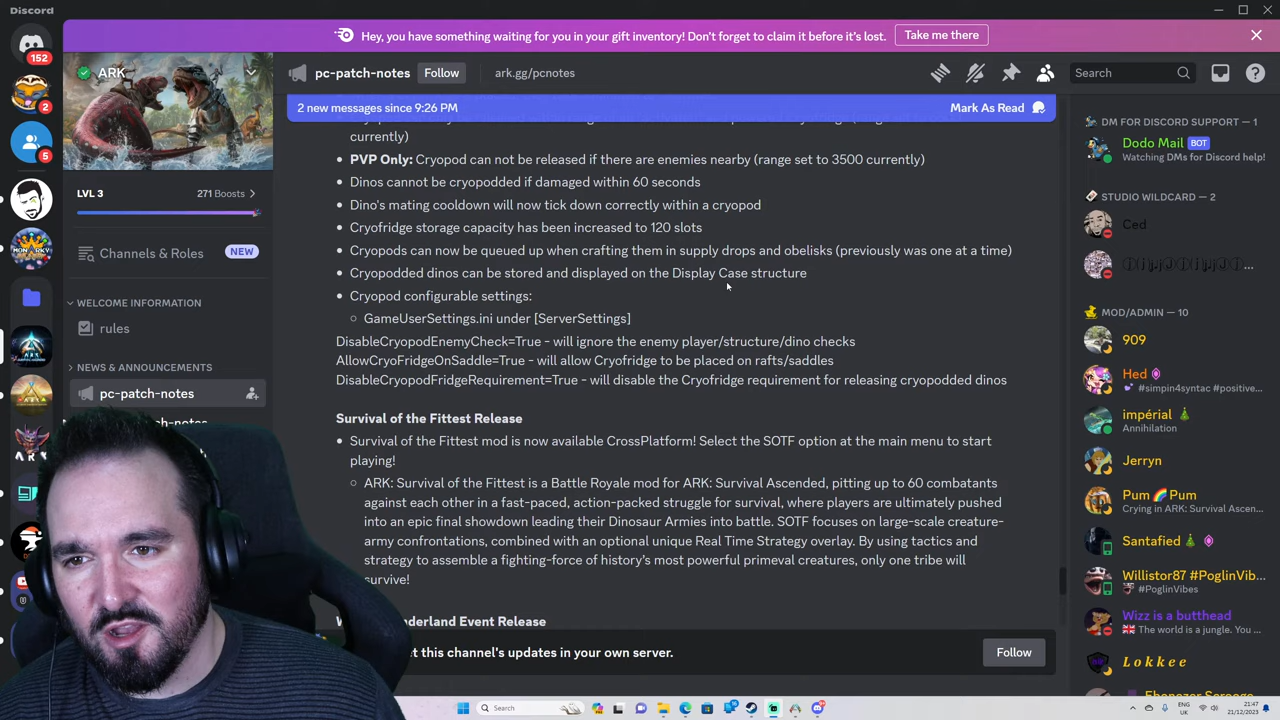 Discord
Hey, you have something waiting for you in your gift inventory! Don't forget to claim it before it's lost.
Take me there
152
2
5
ARK
LVL 3
271 Boosts
Channels & Roles
NEW
WELCOME INFORMATION
rules
NEWS & ANNOUNCEMENTS
pc-patch-notes
pc-patch-notes
Follow
ark.gg/pcnotes
Search
2 new messages since 9:26 PM
Mark As Read
currently)
PVP Only: Cryopod can not be released if there are enemies nearby (range set to 3500 currently)
Dinos cannot be cryopodded if damaged within 60 seconds
Dino's mating cooldown will now tick down correctly within a cryopod
Cryofridge storage capacity has been increased to 120 slots
Cryopods can now be queued up when crafting them in supply drops and obelisks (previously was one at a time)
Cryopodded dinos can be stored and displayed on the Display Case structure
Cryopod configurable settings:
GameUserSettings.ini under [ServerSettings]
DisableCryopodEnemyCheck=True - will ignore the enemy player/structure/dino checks
AllowCryoFridgeOnSaddle=True - will allow Cryofridge to be placed on rafts/saddles
DisableCryopodFridgeRequirement=True - will disable the Cryofridge requirement for releasing cryopodded dinos
Survival of the Fittest Release
Survival of the Fittest mod is now available CrossPlatform! Select the SOTF option at the main menu to start
playing!
ARK: Survival of the Fittest is a Battle Royale mod for ARK: Survival Ascended, pitting up to 60 combatants
against each other in a fast-paced, action-packed struggle for survival, where players are ultimately pushed
into an epic final showdown leading their Dinosaur Armies into battle. SOTF focuses on large-scale creature-
army confrontations, combined with an optional unique Real Time Strategy overlay. By using tactics and
strategy to assemble a fighting-force of history's most powerful primeval creatures, only one tribe will
survive!
Event Release
this channel's updates in your own server.
Follow
DM FOR DISCORD SUPPORT — 1
Dodo Mail BOT
Watching DMs for Discord help!
STUDIO WILDCARD — 2
Ced
MOD/ADMIN — 10
909
Hed
#simpin4syntac #positive...
impérial
Annihilation
Jerryn
Pum Pum
Crying in ARK: Survival Ascen...
Santafied
Willistor87 #PoglinVib...
#PoglinVibes
Wizz is a butthead
The world is a jungle. You ...
Search
ENG
UK
21:47
21/12/2023